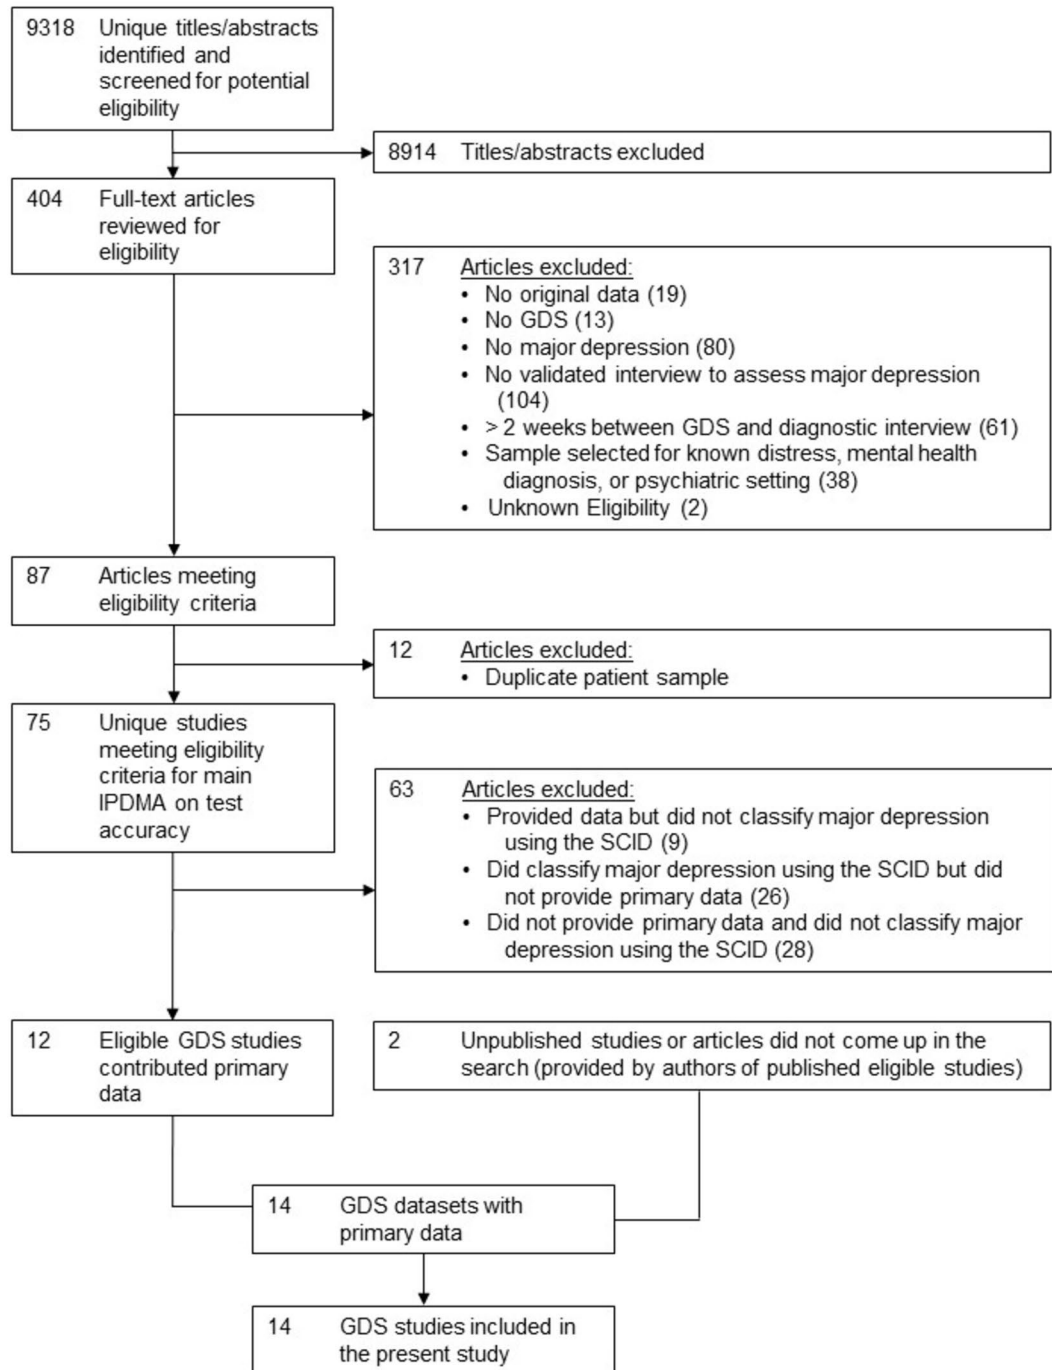 9318 Unique titles/abstracts
identified and
screened for potential
eligibility
8914 Titles/abstracts excluded
404 Full-text articles
reviewed for
eligibility
317 Articles excluded:
• No original data (19)
• No GDS (13)
• No major depression (80)
• No validated interview to assess major depression
(104)
• > 2 weeks between GDS and diagnostic interview (61)
• Sample selected for known distress, mental health
diagnosis, or psychiatric setting (38)
• Unknown Eligibility (2)
87 Articles meeting
eligibility criteria
12 Articles excluded:
• Duplicate patient sample
75 Unique studies
meeting eligibility
criteria for main
IPDMA on test
accuracy
63 Articles excluded:
• Provided data but did not classify major depression
using the SCID (9)
• Did classify major depression using the SCID but did
not provide primary data (26)
• Did not provide primary data and did not classify major
depression using the SCID (28)
12 Eligible GDS studies
contributed primary
data
2 Unpublished studies or articles did not come up in the
search (provided by authors of published eligible studies)
14 GDS datasets with
primary data
14 GDS studies included in
the present study